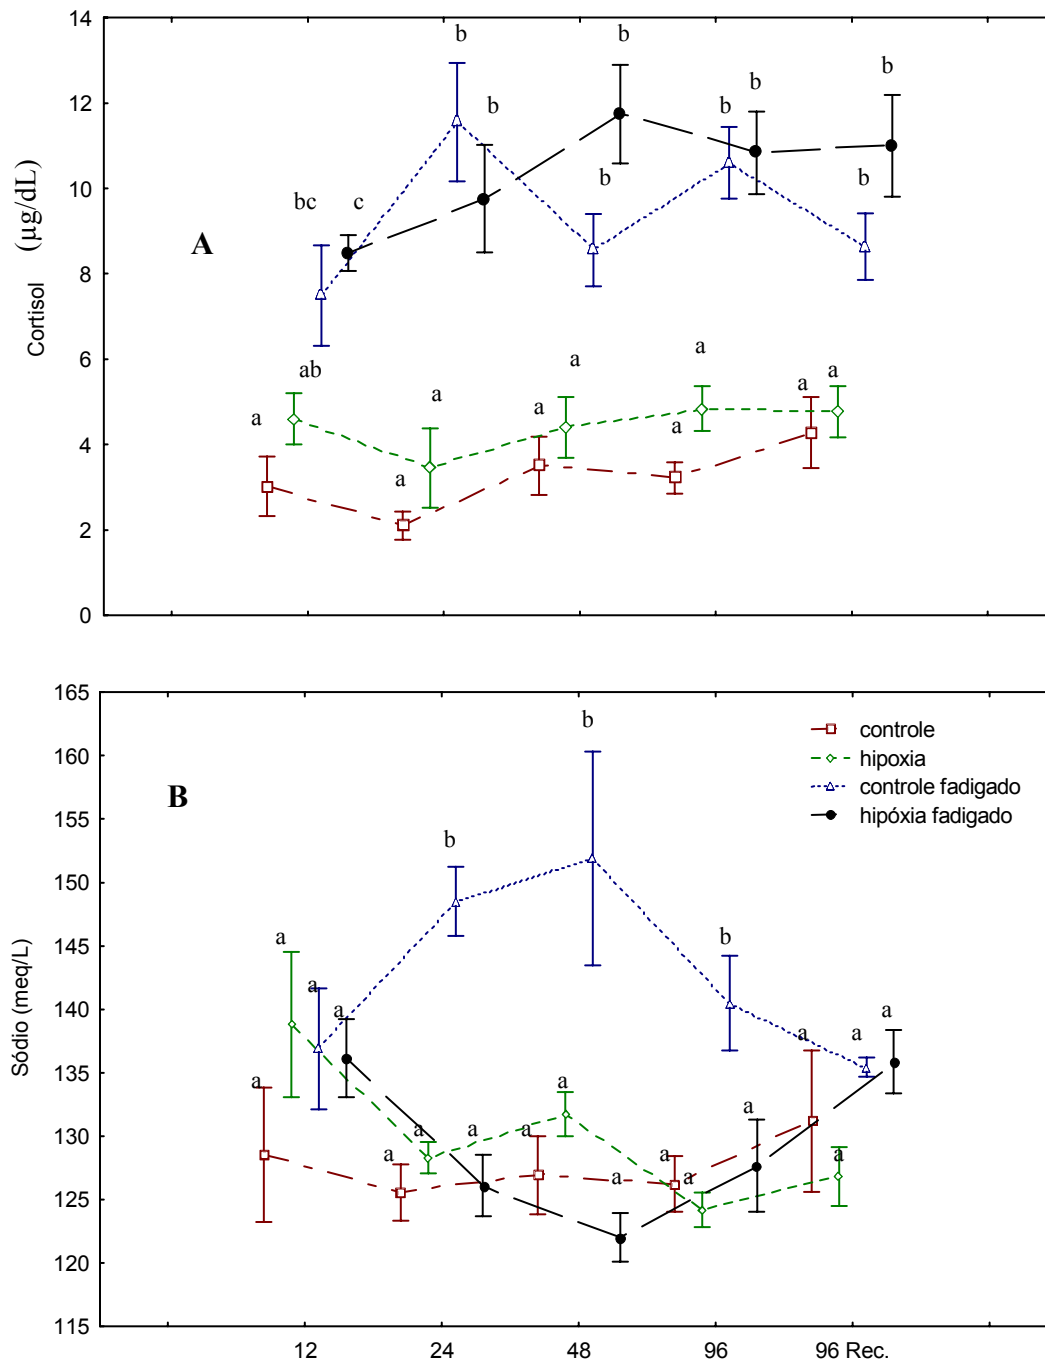 14
12
10
8
6
4
2
0
Cortisol (µg/dL)
A
b b b b b b
bc c b b
ab a a a a a
a a a a
165
160
155
150
145
140
135
130
125
120
115
Sódio (meq/L)
B
controle
hipoxia
controle fadigado
hipóxia fadigado
b
b
b
a a a a a a
a a a a a a
a a a a a
12 24 48 96 96 Rec.